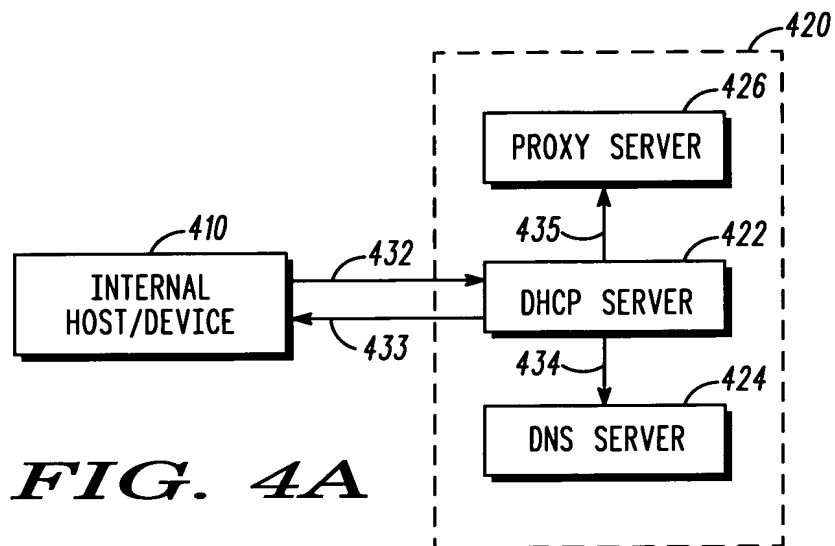 420
426
PROXY SERVER
435
422
410
432
INTERNAL
HOST/DEVICE
DHCP SERVER
433
434
424
DNS SERVER
FIG. 4A